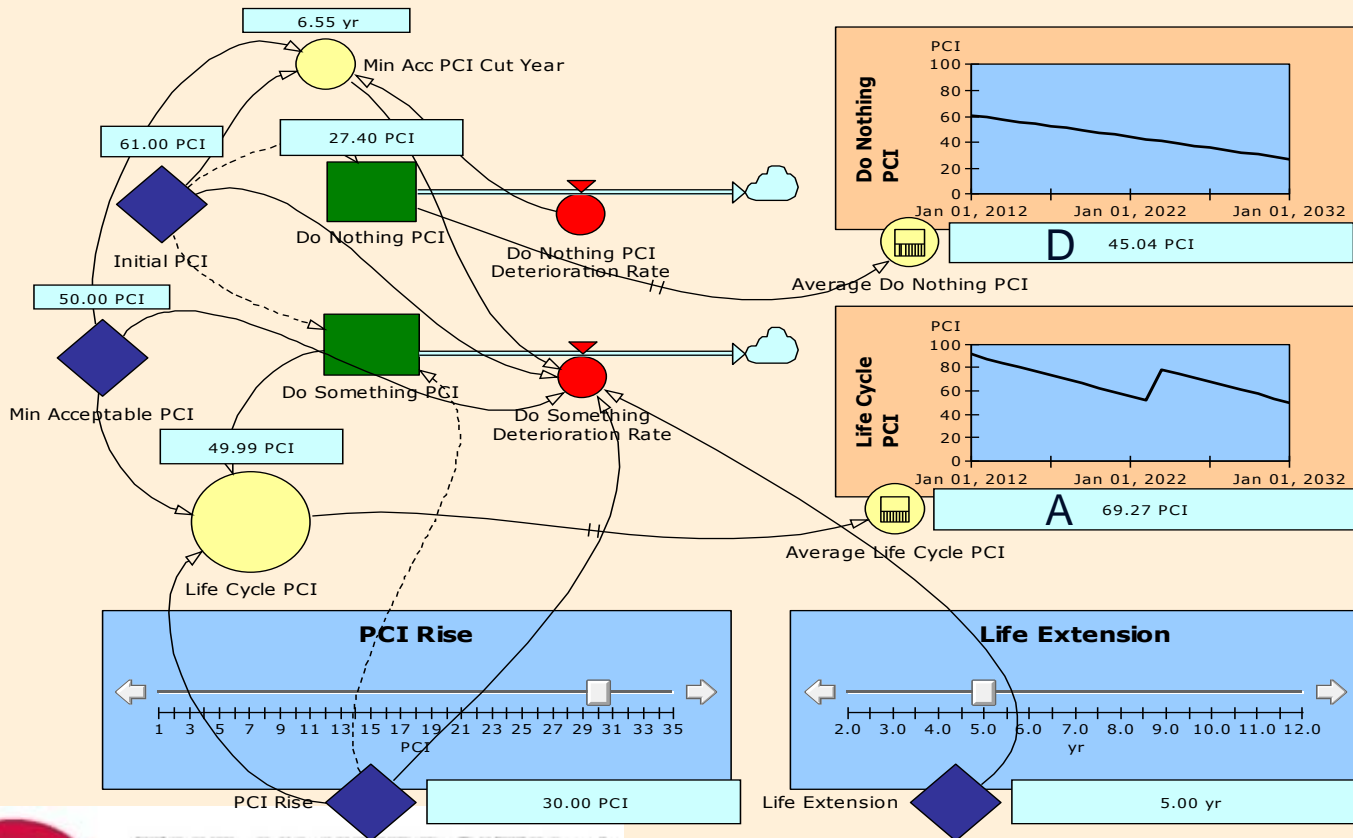 6.55 yr
Min Acc PCI Cut Year
61.00 PCI
27.40 PCI
Initial PCI
Do Nothing PCI
Do Nothing PCI
Deterioration Rate
50.00 PCI
Min Acceptable PCI
Do Something PCI
Do Something
Deterioration Rate
49.99 PCI
Life Cycle PCI
Do Nothing
PCI
PCI
100
80
60
40
20
0
Jan 01, 2012 Jan 01, 2022 Jan 01, 2032
D 45.04 PCI
Average Do Nothing PCI
Life Cycle
PCI
PCI
100
80
60
40
20
0
Jan 01, 2012 Jan 01, 2022 Jan 01, 2032
A 69.27 PCI
Average Life Cycle PCI
PCI Rise
1 3 5 7 9 11 13 15 17 19 21 23 25 27 29 31 33 35
PCI
PCI Rise
30.00 PCI
Life Extension
2.0 3.0 4.0 5.0 6.0 7.0 8.0 9.0 10.0 11.0 12.0
yr
Life Extension
5.00 yr